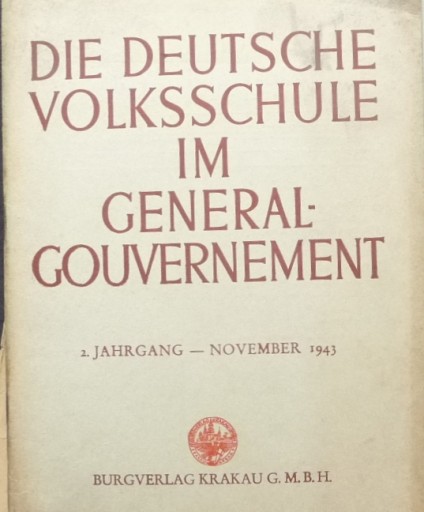 DIE DEUTSCHE
VOLKSSCHULE
IM
GENERAL-
GOUVERNEMENT
2. JAHRGANG — NOVEMBER 1943
BURGVERLAG KRAKAU G. M. B. H.